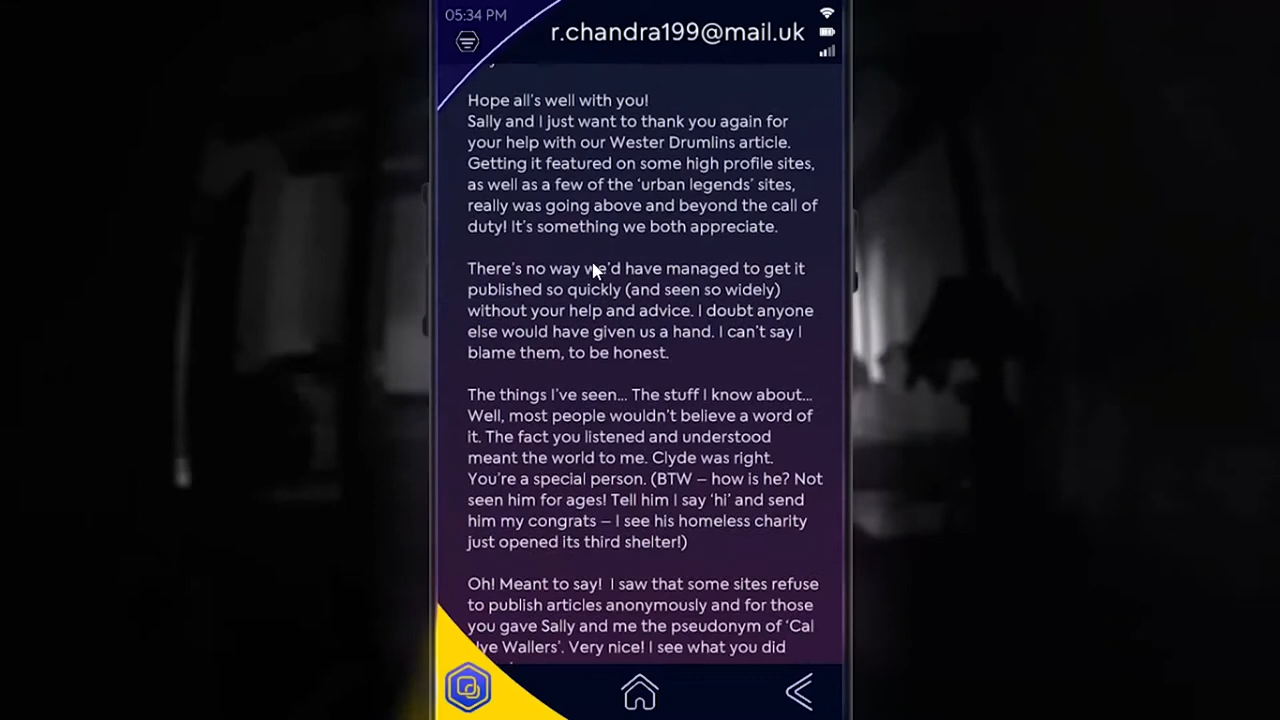 05:34 PM
r.chandra199@mail.uk
Hope all's well with you!
Sally and I just want to thank you again for
your help with our Wester Drumlins article.
Getting it featured on some high profile sites,
as well as a few of the 'urban legends' sites,
really was going above and beyond the call of
duty! It's something we both appreciate.
There's no way we'd have managed to get it
published so quickly (and seen so widely)
without your help and advice. I doubt anyone
else would have given us a hand. I can't say I
blame them, to be honest.
The things I've seen... The stuff I know about...
Well, most people wouldn't believe a word of
it. The fact you listened and understood
meant the world to me. Clyde was right.
You're a special person. (BTW – how is he? Not
seen him for ages! Tell him I say 'hi' and send
him my congrats – I see his homeless charity
just opened its third shelter!)
Oh! Meant to say! I saw that some sites refuse
to publish articles anonymously and for those
you gave Sally and me the pseudonym of 'Cal
Wallers'. Very nice! I see what you did